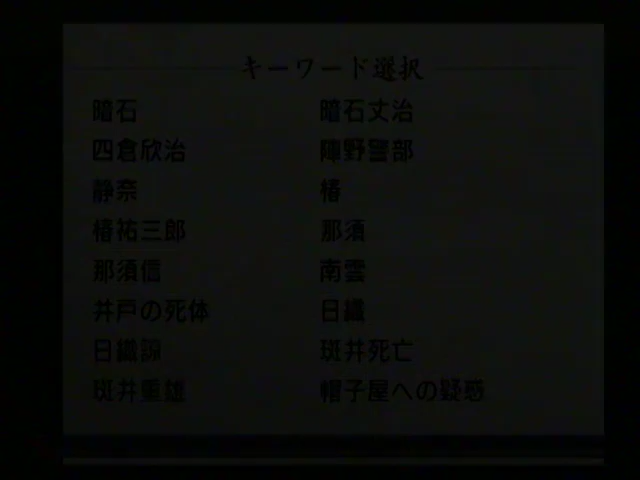 キーワード選択
暗石 暗石丈治
四倉欣治 陣野警部
静奈 椿
椿祐三郎 那須
那須信 南雲
井戸の死体 日織
日織諒 斑井死亡
斑井重雄 帽子屋への疑惑